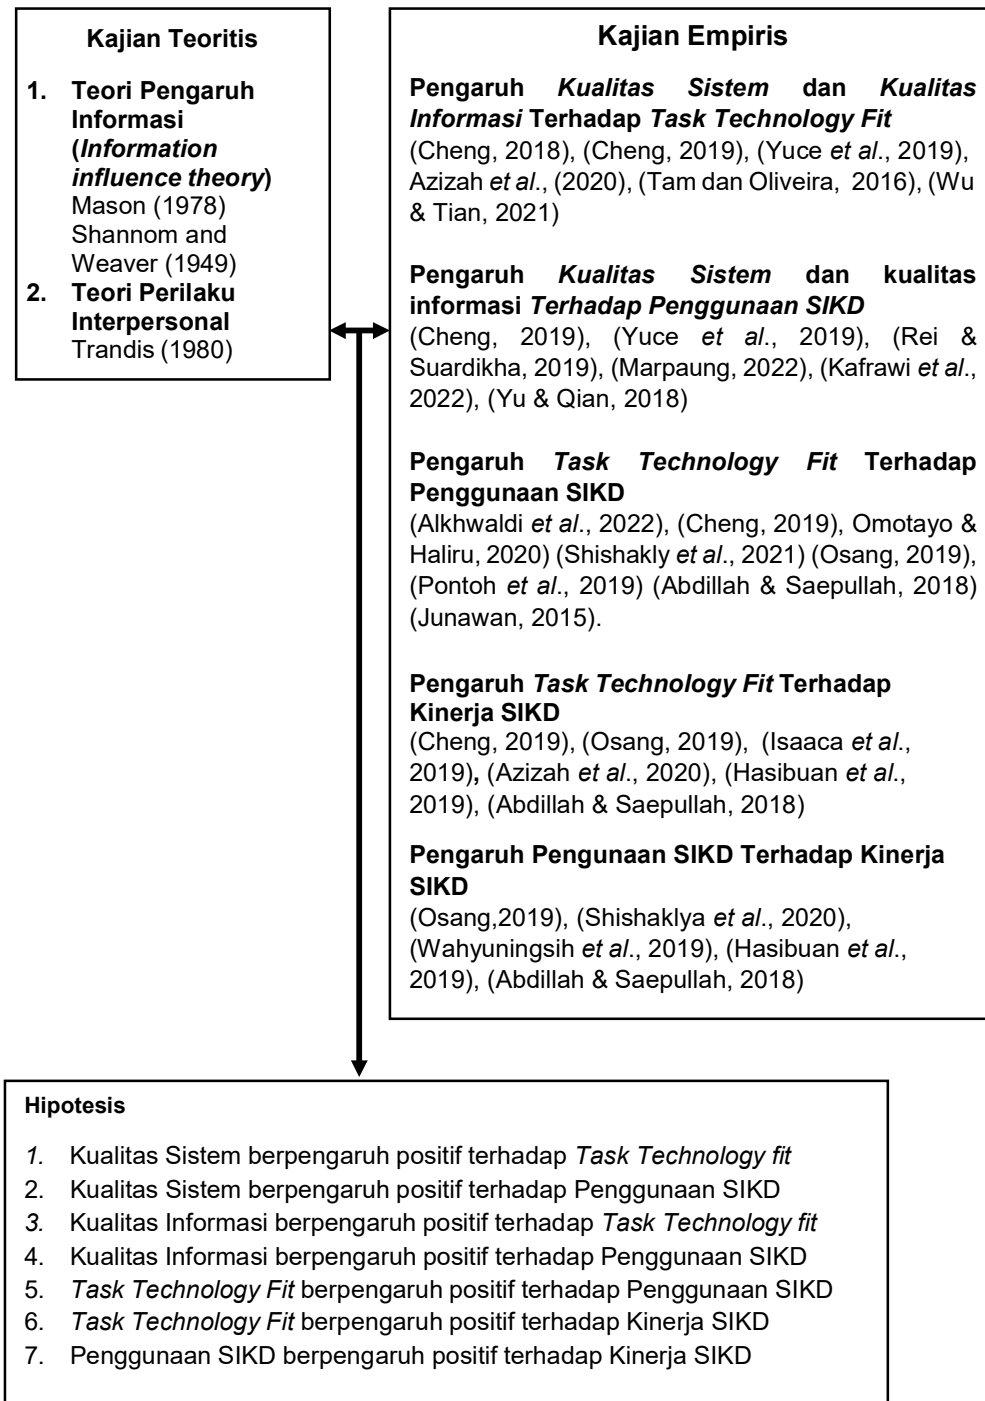 Kajian Teoritis
1. Teori Pengaruh
Informasi
(Information
influence theory)
Mason (1978)
Shannom and
Weaver (1949)
2. Teori Perilaku
Interpersonal
Trandis (1980)
Kajian Empiris
Pengaruh Kualitas Sistem dan Kualitas
Informasi Terhadap Task Technology Fit
(Cheng, 2018), (Cheng, 2019), (Yuce et al., 2019),
Azizah et al., (2020), (Tam dan Oliveira, 2016), (Wu
& Tian, 2021)
Pengaruh Kualitas Sistem dan kualitas
informasi Terhadap Penggunaan SIKD
(Cheng, 2019), (Yuce et al., 2019), (Rei &
Suardikha, 2019), (Marpaung, 2022), (Kafrawi et al.,
2022), (Yu & Qian, 2018)
Pengaruh Task Technology Fit Terhadap
Penggunaan SIKD
(Alkhwaldi et al., 2022), (Cheng, 2019), Omotayo &
Haliru, 2020) (Shishakly et al., 2021) (Osang, 2019),
(Pontoh et al., 2019) (Abdillah & Saepullah, 2018)
(Junawan, 2015).
Pengaruh Task Technology Fit Terhadap
Kinerja SIKD
(Cheng, 2019), (Osang, 2019), (Isaaca et al.,
2019), (Azizah et al., 2020), (Hasibuan et al.,
2019), (Abdillah & Saepullah, 2018)
Pengaruh Pengunaan SIKD Terhadap Kinerja
SIKD
(Osang,2019), (Shishaklya et al., 2020),
(Wahyuningsih et al., 2019), (Hasibuan et al.,
2019), (Abdillah & Saepullah, 2018)
Hipotesis
1. Kualitas Sistem berpengaruh positif terhadap Task Technology fit
2. Kualitas Sistem berpengaruh positif terhadap Penggunaan SIKD
3. Kualitas Informasi berpengaruh positif terhadap Task Technology fit
4. Kualitas Informasi berpengaruh positif terhadap Penggunaan SIKD
5. Task Technology Fit berpengaruh positif terhadap Penggunaan SIKD
6. Task Technology Fit berpengaruh positif terhadap Kinerja SIKD
7. Penggunaan SIKD berpengaruh positif terhadap Kinerja SIKD